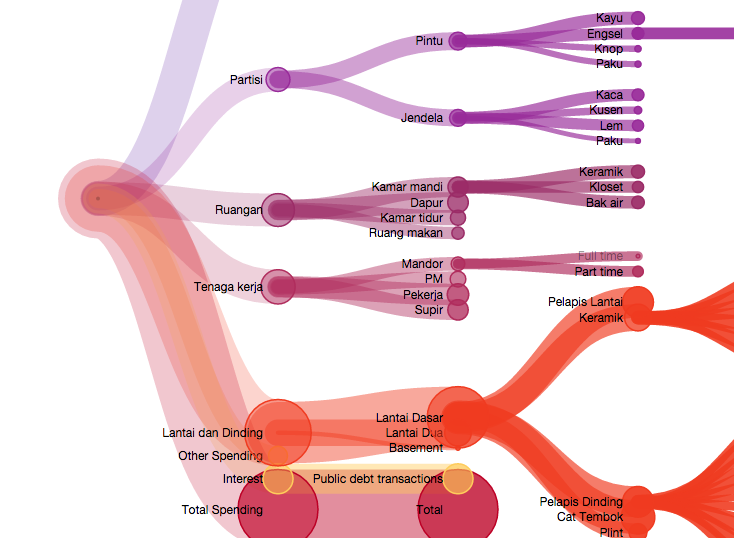 Kayu
Pintu
Engsel
Knop
Paku
Partisi
Kaca
Jendela
Kusen
Lem
Paku
Keramik
Kamar mandi
Kloset
Ruangan
Dapur
Bak air
Kamar tidur
Ruang makan
Full time
Mandor
Part time
PM
Tenaga kerja
Pekerja
Supir
Pelapis Lantai
Keramik
Lantai Dasar
Lantai dan Dinding
Lantai Dua
Basement
Other Spending
Interest
Public debt transactions
Pelapis Dinding
Total Spending
Total
Cat Tembok
Plint